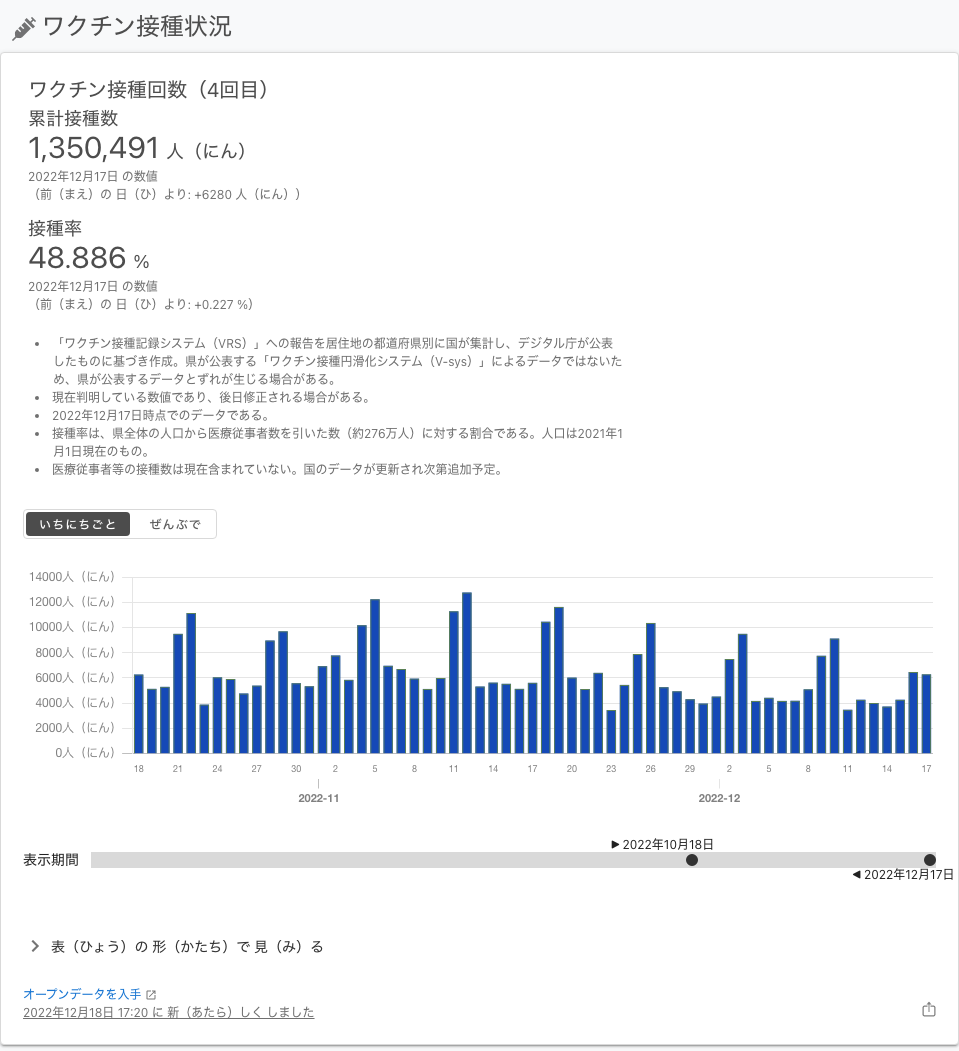 ワクチン接種状況
ワクチン接種回数（4回目）
累計接種数
1,350,491 人（にん）
2022年12月17日 の数値
（前（まえ）の 日（ひ）より: +6280 人（にん））
接種率
48.886 %
2022年12月17日 の数値
（前（まえ）の 日（ひ）より: +0.227 %）
• 「ワクチン接種記録システム（VRS）」への報告を居住地の都道府県別に国が集計し、デジタル庁が公表
したものに基づき作成。県が公表する「ワクチン接種円滑化システム（V-sys）」によるデータではないた
め、県が公表するデータとずれが生じる場合がある。
• 現在判明している数値であり、後日修正される場合がある。
• 2022年12月17日時点でのデータである。
• 接種率は、県全体の人口から医療従事者数を引いた数（約276万人）に対する割合である。人口は2021年1
月1日現在のもの。
• 医療従事者等の接種数は現在含まれていない。国のデータが更新され次第追加予定。
いちにちごと ぜんぶで
14000人（にん）
12000人（にん）
10000人（にん）
8000人（にん）
6000人（にん）
4000人（にん）
2000人（にん）
0人（にん）
18 21 24 27 30 2 5 8 11 14 17 20 23 26 29 2 5 8 11 14 17
2022-11 2022-12
▶ 2022年10月18日
表示期間
◀ 2022年12月17日
表（ひょう）の 形（かたち）で 見（み）る
オープンデータを入手
2022年12月18日 17:20 に 新（あたら）しく しました